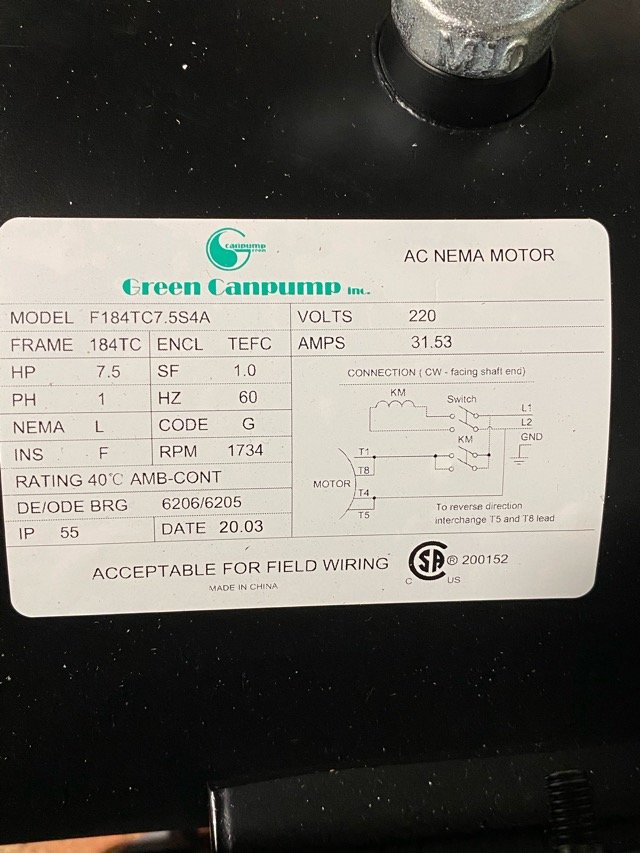 M10
canpump
green
AC NEMA MOTOR
Green Canpump Inc.
MODEL F184TC7.5S4A VOLTS 220
FRAME 184TC ENCL TEFC AMPS 31.53
HP 7.5 SF 1.0
PH 1 HZ 60
NEMA L CODE G
INS F RPM 1734
RATING 40℃ AMB-CONT
DE/ODE BRG 6206/6205
IP 55 DATE 20.03
CONNECTION ( CW - facing shaft end)
KM
Switch
L1
L2
KM
GND
T1
T8
MOTOR
T4
T5
To reverse direction
interchange T5 and T8 lead
ACCEPTABLE FOR FIELD WIRING C SA ® 200152
C US
MADE IN CHINA